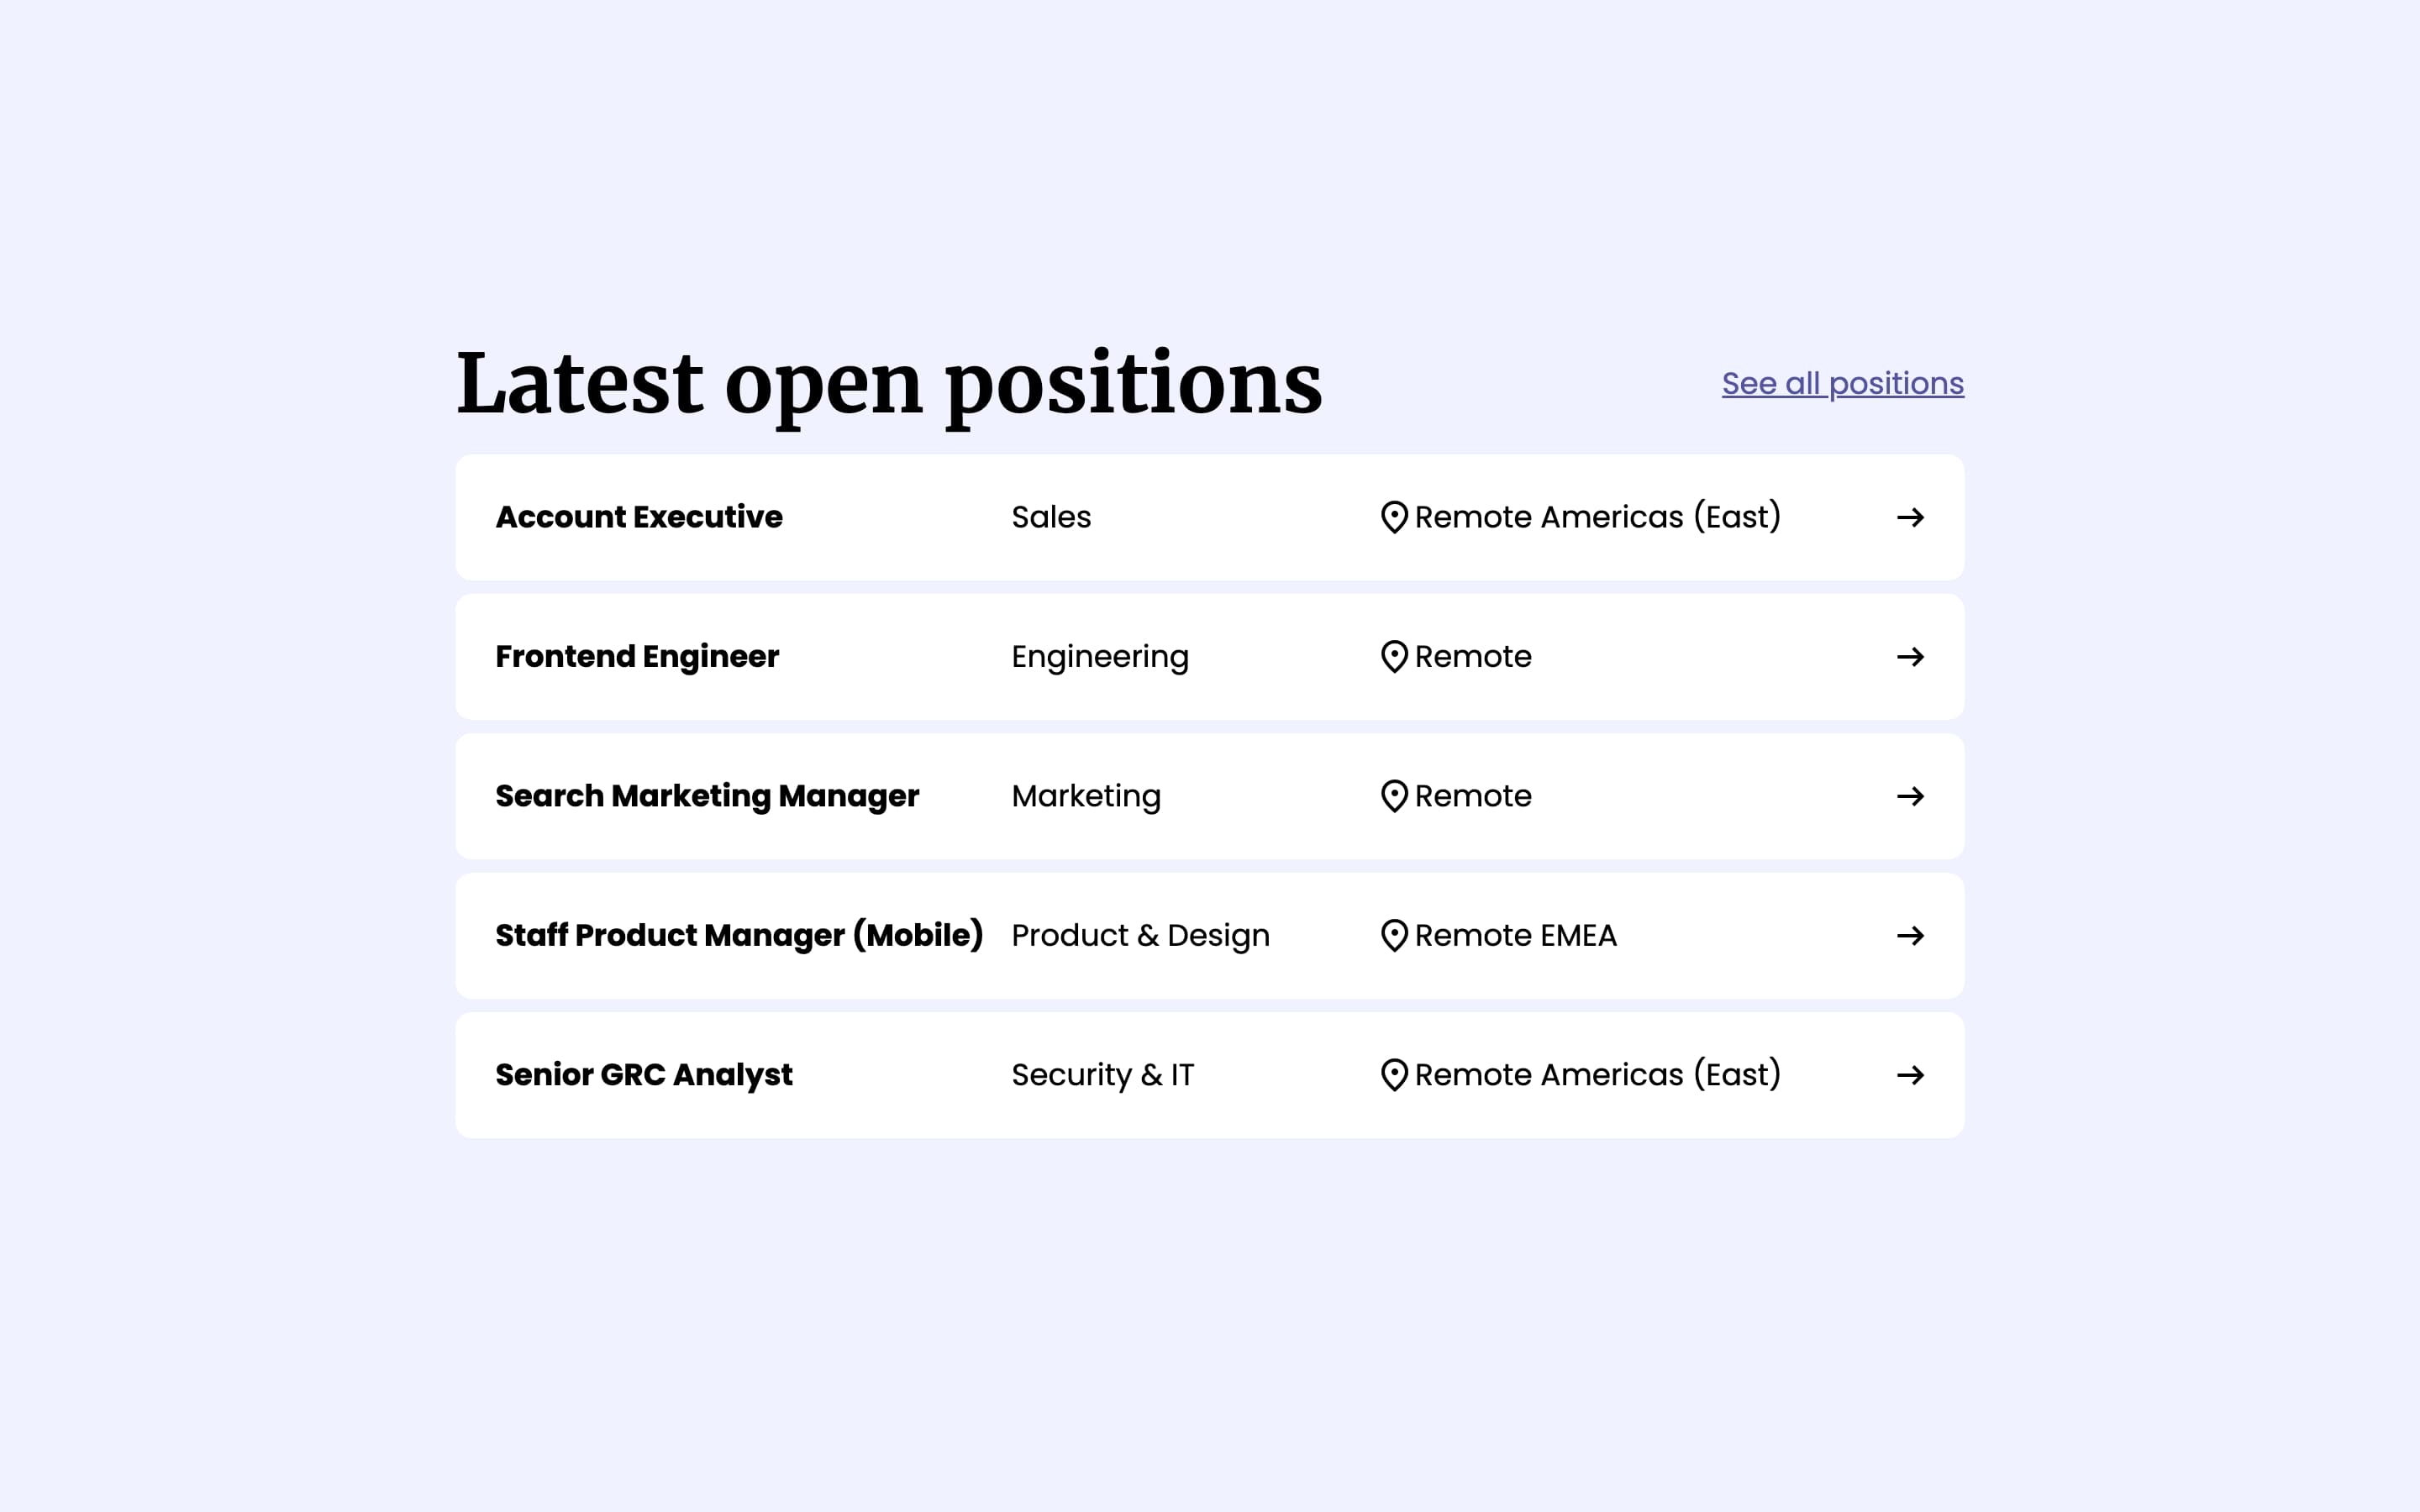 Latest open positions
See all positions
Account Executive Sales Remote Americas (East)
Frontend Engineer Engineering Remote
Search Marketing Manager Marketing Remote
Staff Product Manager (Mobile) Product & Design Remote EMEA
Senior GRC Analyst Security & IT Remote Americas (East)